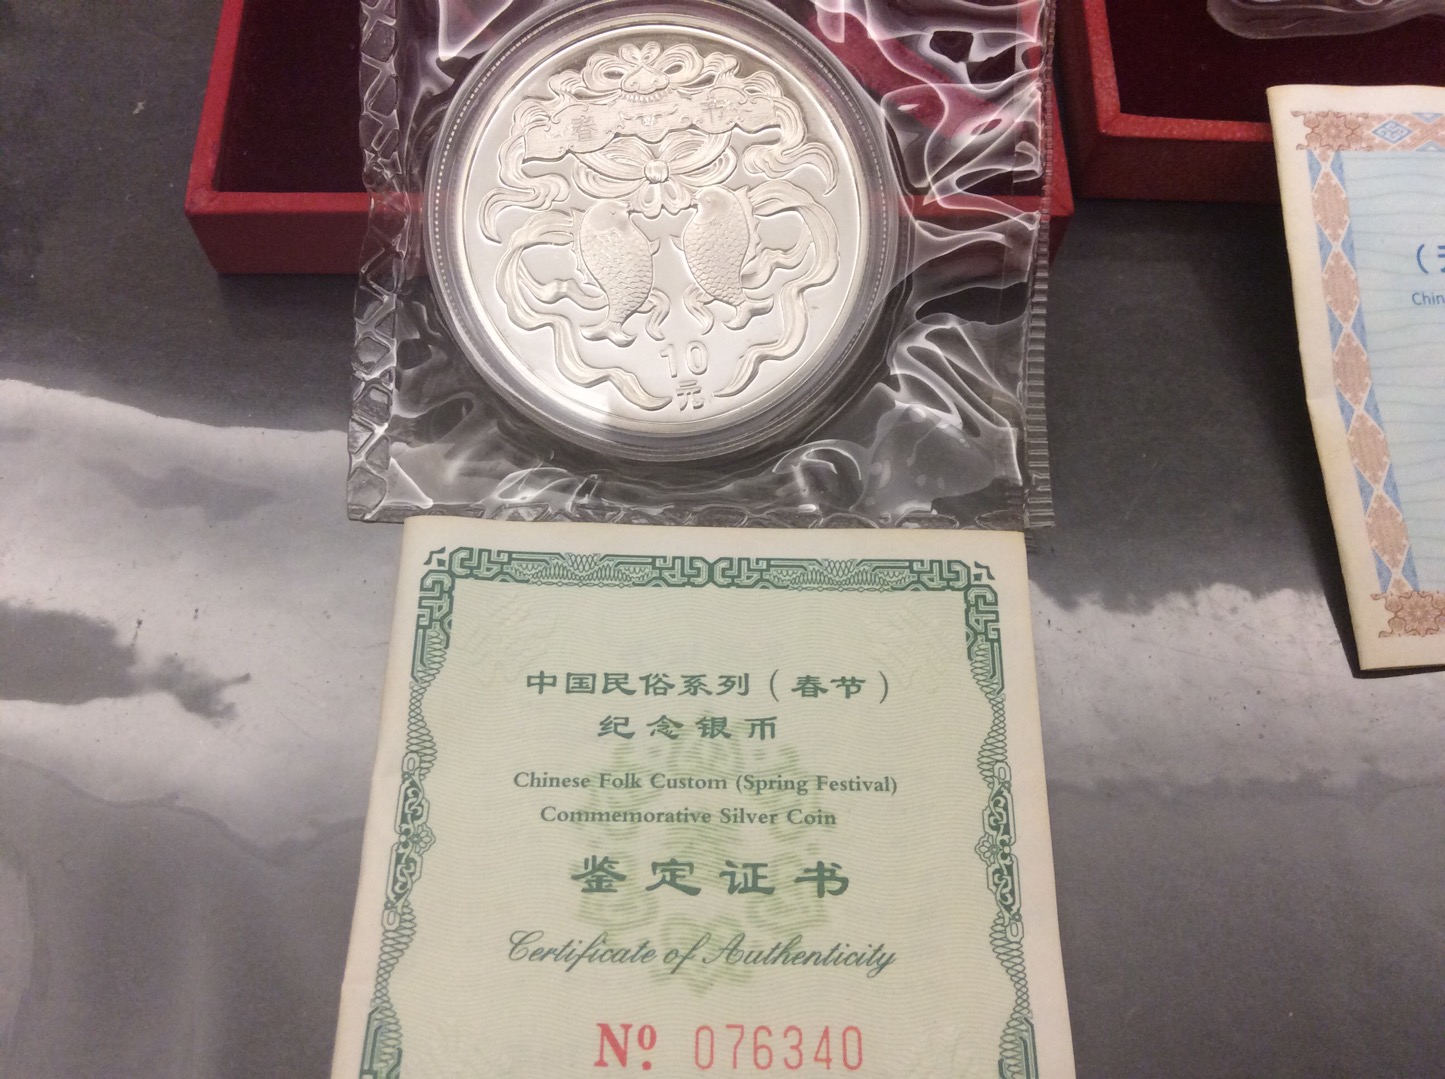 春
10
元
中国民俗系列（春节）
纪念银币
Chinese Folk Custom (Spring Festival)
Commemorative Silver Coin
鉴定证书
Certificate of Authenticity
Nº. 076340
(
Chin